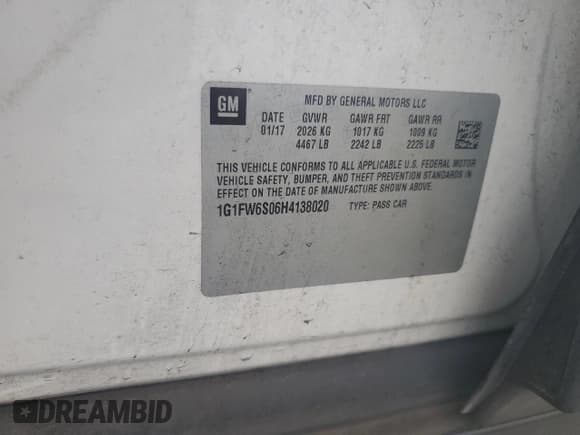 GM
MFD BY GENERAL MOTORS LLC
DATE GVWR GAWR FRT GAWR RR
01/17 2026 KG 1017 KG 1009 KG
4467 LB 2242 LB 2225 LB
THIS VEHICLE CONFORMS TO ALL APPLICABLE U.S. FEDERAL MOTOR
VEHICLE SAFETY, BUMPER, AND THEFT PREVENTION STANDARDS IN
EFFECT ON THE DATE OF MANUFACTURE SHOWN ABOVE.
1G1FW6S06H4138020 TYPE: PASS CAR
DREAMBID